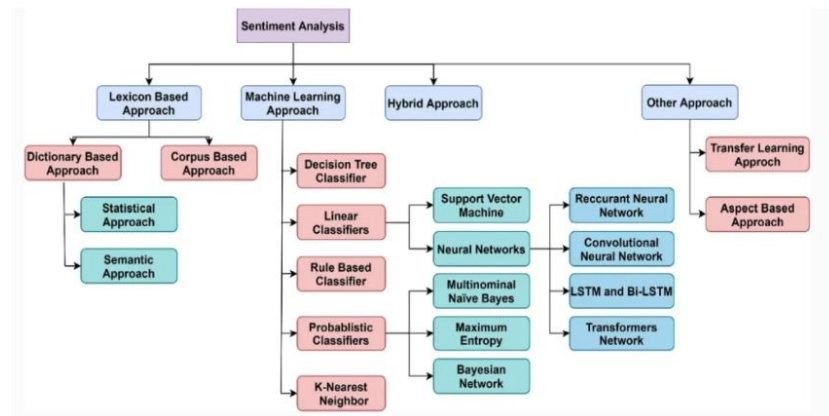 Sentiment Analysis
Lexicon Based
Approach
Machine Learning
Approach
Hybrid Approach
Other Approach
Dictionary Based
Approach
Corpus Based
Approach
Statistical
Approach
Semantic
Approach
Decision Tree
Classifier
Linear
Classifiers
Rule Based
Classifier
Probablistic
Classifiers
K-Nearest
Neighbor
Support Vector
Machine
Neural Networks
Multinominal
Naïve Bayes
Maximum
Entropy
Bayesian
Network
Reccurant Neural
Network
Convolutional
Neural Network
LSTM and Bi-LSTM
Transformers
Network
Transfer Learning
Approch
Aspect Based
Approach